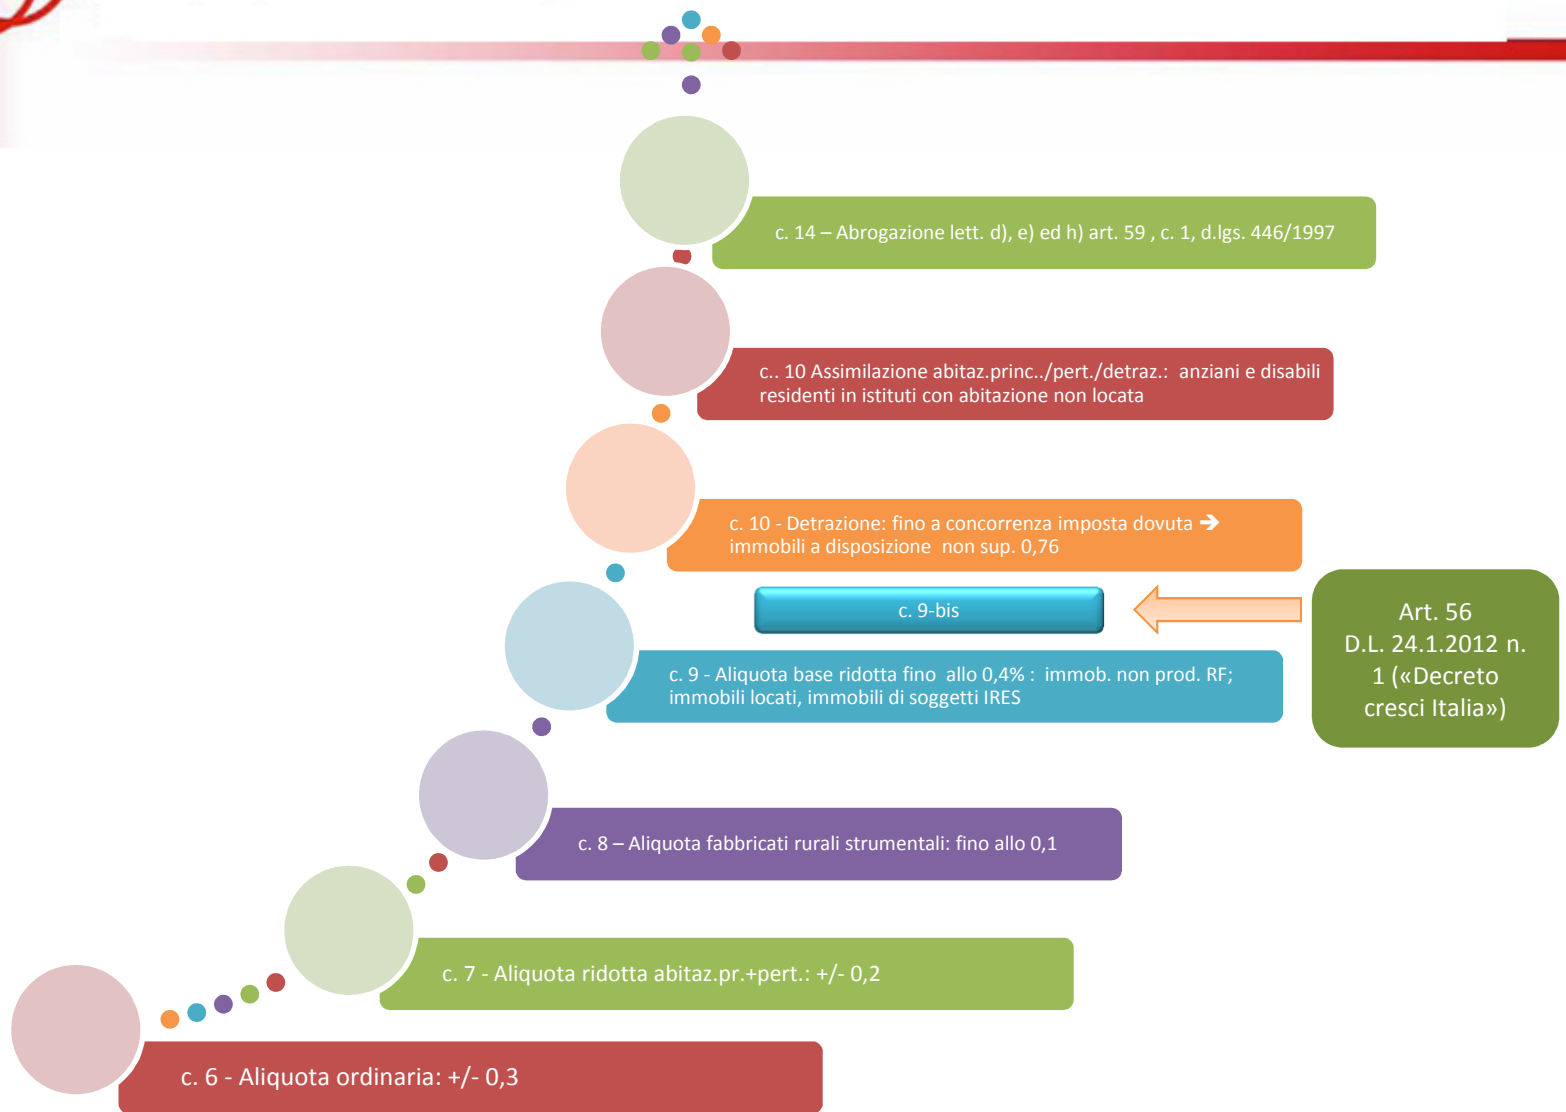 c. 14 – Abrogazione lett. d), e) ed h) art. 59 , c. 1, d.lgs. 446/1997
c.. 10 Assimilazione abitaz.princ../pert./detraz.: anziani e disabili
residenti in istituti con abitazione non locata
c. 10 - Detrazione: fino a concorrenza imposta dovuta ➔
immobili a disposizione non sup. 0,76
c. 9-bis
Art. 56
D.L. 24.1.2012 n.
1 («Decreto
cresci Italia»)
c. 9 - Aliquota base ridotta fino allo 0,4% : immob. non prod. RF;
immobili locati, immobili di soggetti IRES
c. 8 – Aliquota fabbricati rurali strumentali: fino allo 0,1
c. 7 - Aliquota ridotta abitaz.pr.+pert.: +/- 0,2
c. 6 - Aliquota ordinaria: +/- 0,3